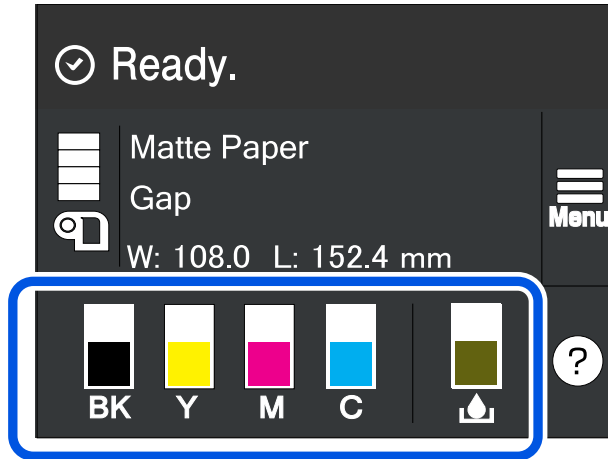 Ready.
Matte Paper
Gap
Menu
W: 108.0 L: 152.4 mm
BK Y M C
?